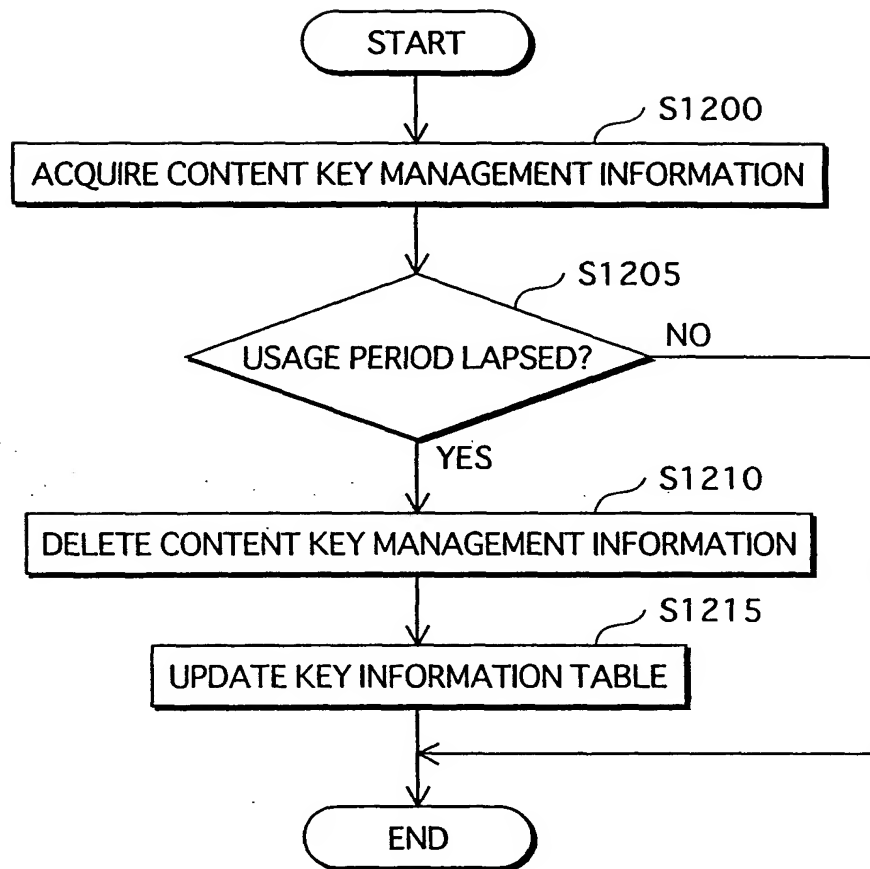 START
S1200
ACQUIRE CONTENT KEY MANAGEMENT INFORMATION
S1205
USAGE PERIOD LAPSED?
NO
YES
S1210
DELETE CONTENT KEY MANAGEMENT INFORMATION
S1215
UPDATE KEY INFORMATION TABLE
END